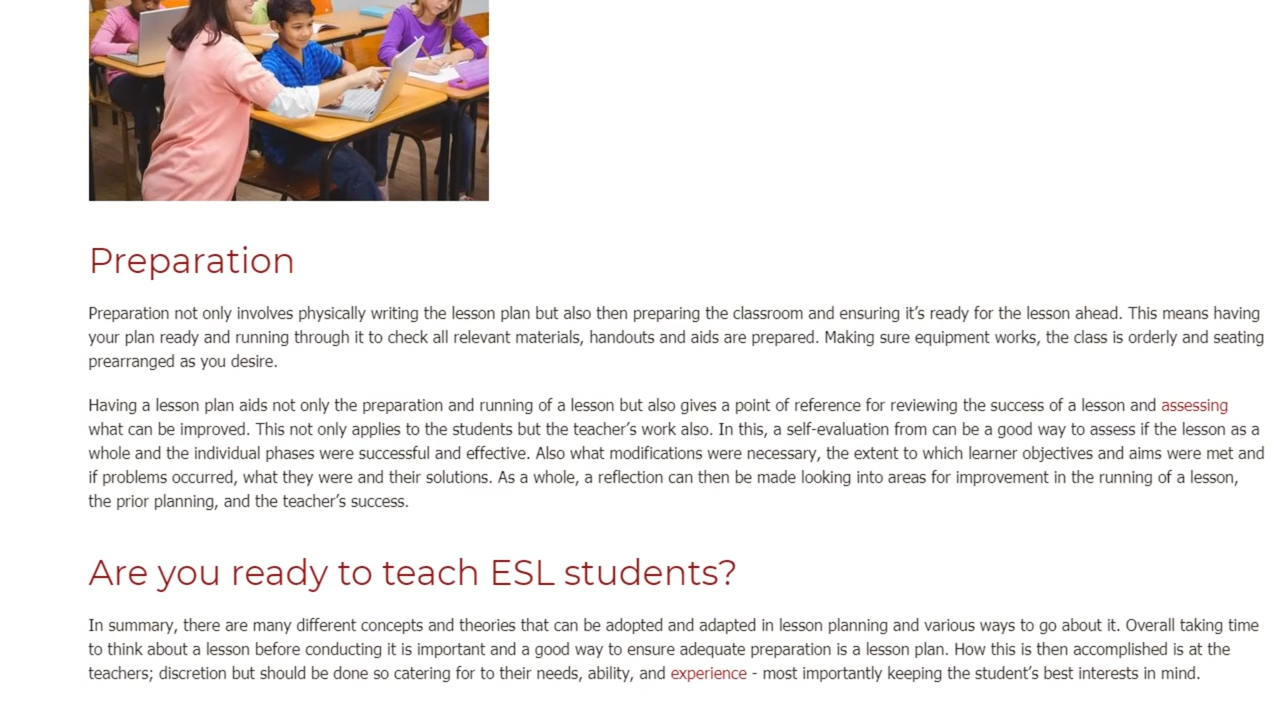 Preparation
Preparation not only involves physically writing the lesson plan but also then preparing the classroom and ensuring it’s ready for the lesson ahead. This means having
your plan ready and running through it to check all relevant materials, handouts and aids are prepared. Making sure equipment works, the class is orderly and seating
prearranged as you desire.
Having a lesson plan aids not only the preparation and running of a lesson but also gives a point of reference for reviewing the success of a lesson and assessing
what can be improved. This not only applies to the students but the teacher’s work also. In this, a self-evaluation from can be a good way to assess if the lesson as a
whole and the individual phases were successful and effective. Also what modifications were necessary, the extent to which learner objectives and aims were met and
if problems occurred, what they were and their solutions. As a whole, a reflection can then be made looking into areas for improvement in the running of a lesson,
the prior planning, and the teacher’s success.
Are you ready to teach ESL students?
In summary, there are many different concepts and theories that can be adopted and adapted in lesson planning and various ways to go about it. Overall taking time
to think about a lesson before conducting it is important and a good way to ensure adequate preparation is a lesson plan. How this is then accomplished is at the
teachers; discretion but should be done so catering for to their needs, ability, and experience - most importantly keeping the student’s best interests in mind.